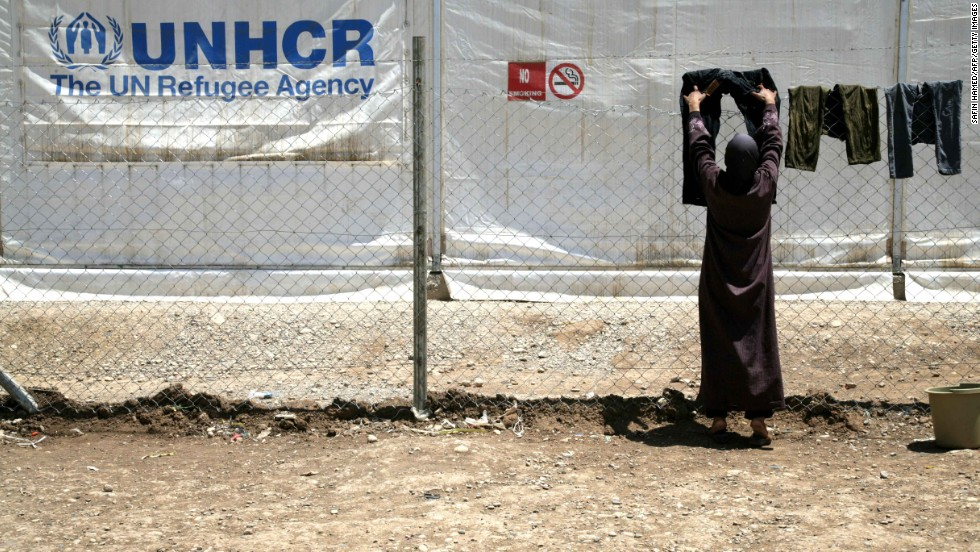 UNHCR
The UN Refugee Agency
NO
SMOKING
SAFIN HAMED/AFP/GETTY IMAGES